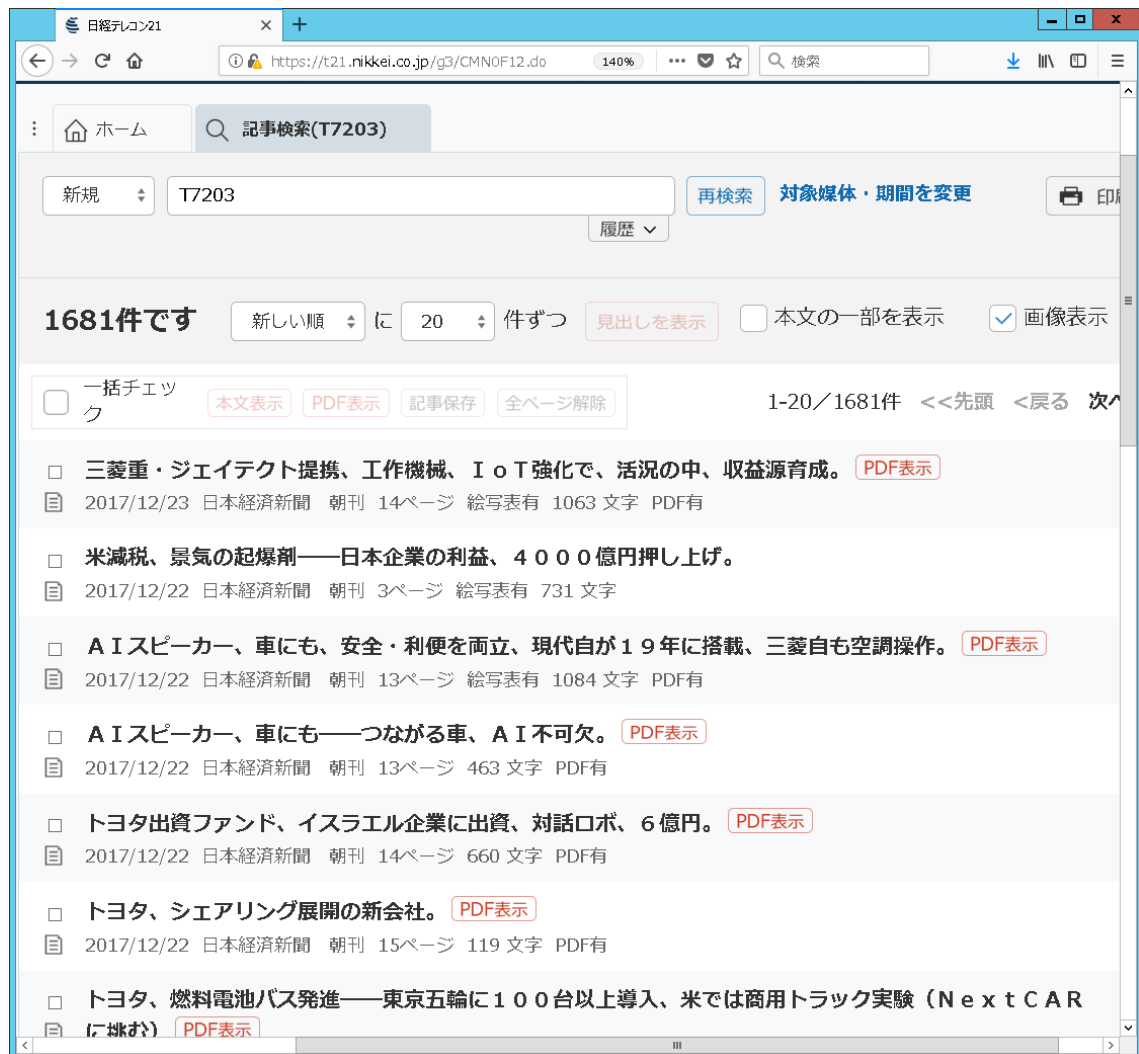 日経テレコン21
https://t21.nikkei.co.jp/g3/CMN0F12.do 140% 検索
ホーム 記事検索(T7203)
新規 T7203 再検索 対象媒体・期間を変更 印
履歴
1681件です 新しい順 に 20 件ずつ 見出しを表示 本文の一部を表示 画像表示
一括チェッ
ク
本文表示 PDF表示 記事保存 全ページ解除 1-20／1681件 <<先頭 <戻る 次へ
三菱重・ジェイテクト提携、工作機械、ＩｏＴ強化で、活況の中、収益源育成。 PDF表示
2017/12/23 日本経済新聞 朝刊 14ページ 絵写表有 1063 文字 PDF有
米減税、景気の起爆剤――日本企業の利益、４０００億円押し上げ。
2017/12/22 日本経済新聞 朝刊 3ページ 絵写表有 731 文字
ＡＩスピーカー、車にも、安全・利便を両立、現代自が１９年に搭載、三菱自も空調操作。 PDF表示
2017/12/22 日本経済新聞 朝刊 13ページ 絵写表有 1084 文字 PDF有
ＡＩスピーカー、車にも――つながる車、ＡＩ不可欠。 PDF表示
2017/12/22 日本経済新聞 朝刊 13ページ 463 文字 PDF有
トヨタ出資ファンド、イスラエル企業に出資、対話ロボ、６億円。 PDF表示
2017/12/22 日本経済新聞 朝刊 14ページ 660 文字 PDF有
トヨタ、シェアリング展開の新会社。 PDF表示
2017/12/22 日本経済新聞 朝刊 15ページ 119 文字 PDF有
トヨタ、燃料電池バス発進――東京五輪に１００台以上導入、米では商用トラック実験（ＮｅｘｔＣＡＲ
に挑む） PDF表示